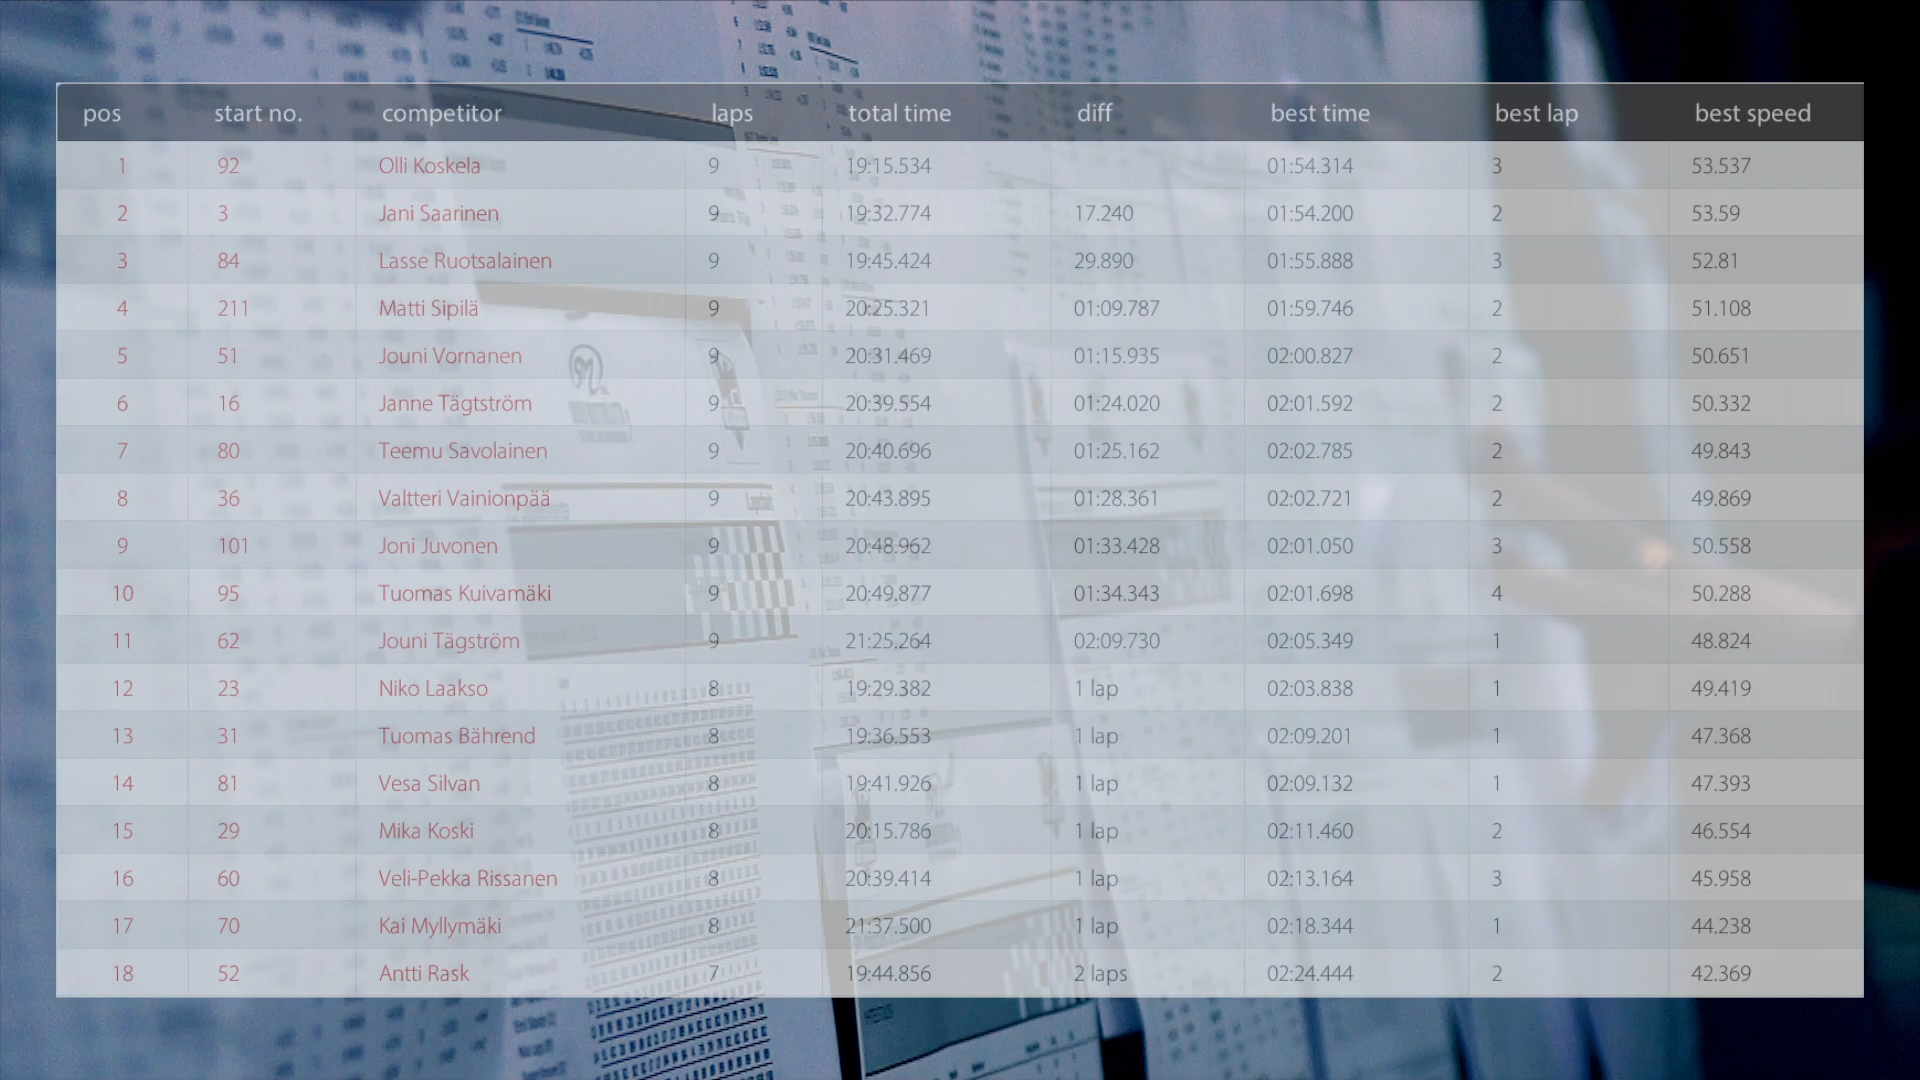 pos start no. competitor laps total time diff best time best lap best speed
1 92 Olli Koskela 9 19:15.534 01:54.314 3 53.537
2 3 Jani Saarinen 9 19:32.774 17.240 01:54.200 2 53.59
3 84 Lasse Ruotsalainen 9 19:45.424 29.890 01:55.888 3 52.81
4 211 Matti Sipilä 9 20:25.321 01:09.787 01:59.746 2 51.108
5 51 Jouni Vornanen 9 20:31.469 01:15.935 02:00.827 2 50.651
6 16 Janne Tägtström 9 20:39.554 01:24.020 02:01.592 2 50.332
7 80 Teemu Savolainen 9 20:40.696 01:25.162 02:02.785 2 49.843
8 36 Valtteri Vainionpää 9 20:43.895 01:28.361 02:02.721 2 49.869
9 101 Joni Juvonen 9 20:48.962 01:33.428 02:01.050 3 50.558
10 95 Tuomas Kuivamäki 9 20:49.877 01:34.343 02:01.698 4 50.288
11 62 Jouni Tägström 9 21:25.264 02:09.730 02:05.349 1 48.824
12 23 Niko Laakso 8 19:29.382 1 lap 02:03.838 1 49.419
13 31 Tuomas Bährend 8 19:36.553 1 lap 02:09.201 1 47.368
14 81 Vesa Silvan 8 19:41.926 1 lap 02:09.132 1 47.393
15 29 Mika Koski 8 20:15.786 1 lap 02:11.460 2 46.554
16 60 Veli-Pekka Rissanen 8 20:39.414 1 lap 02:13.164 3 45.958
17 70 Kai Myllymäki 8 21:37.500 1 lap 02:18.344 1 44.238
18 52 Antti Rask 7 19:44.856 2 laps 02:24.444 2 42.369